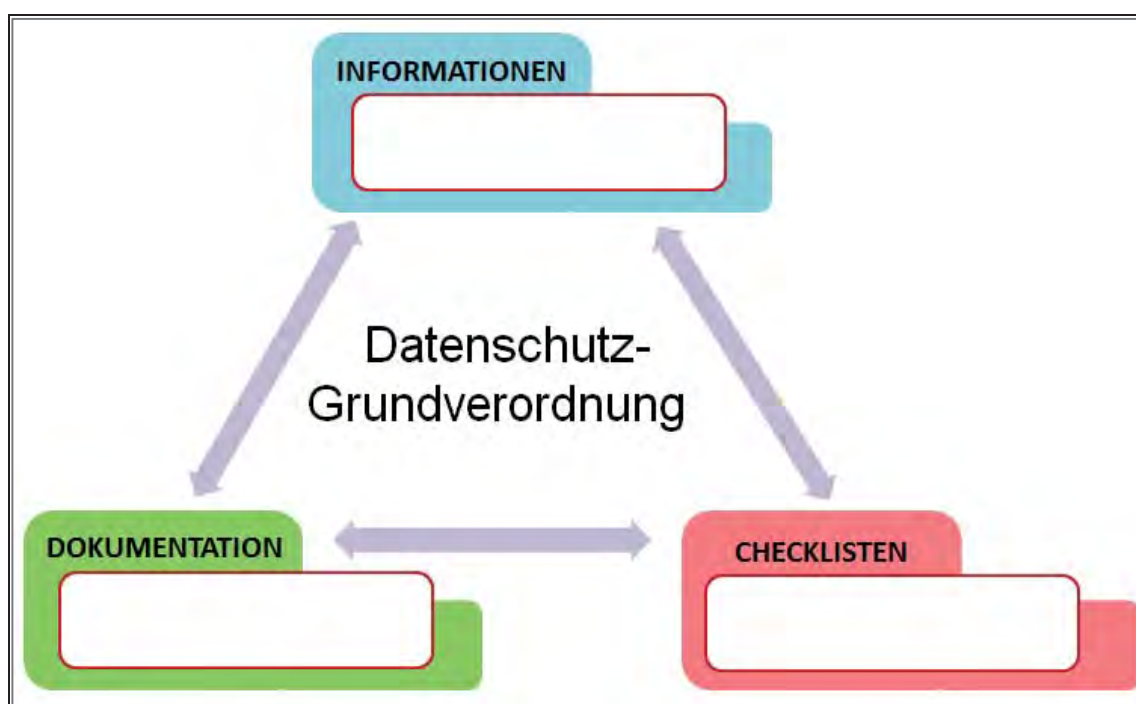 INFORMATIONEN
Datenschutz-
Grundverordnung
DOKUMENTATION
CHECKLISTEN